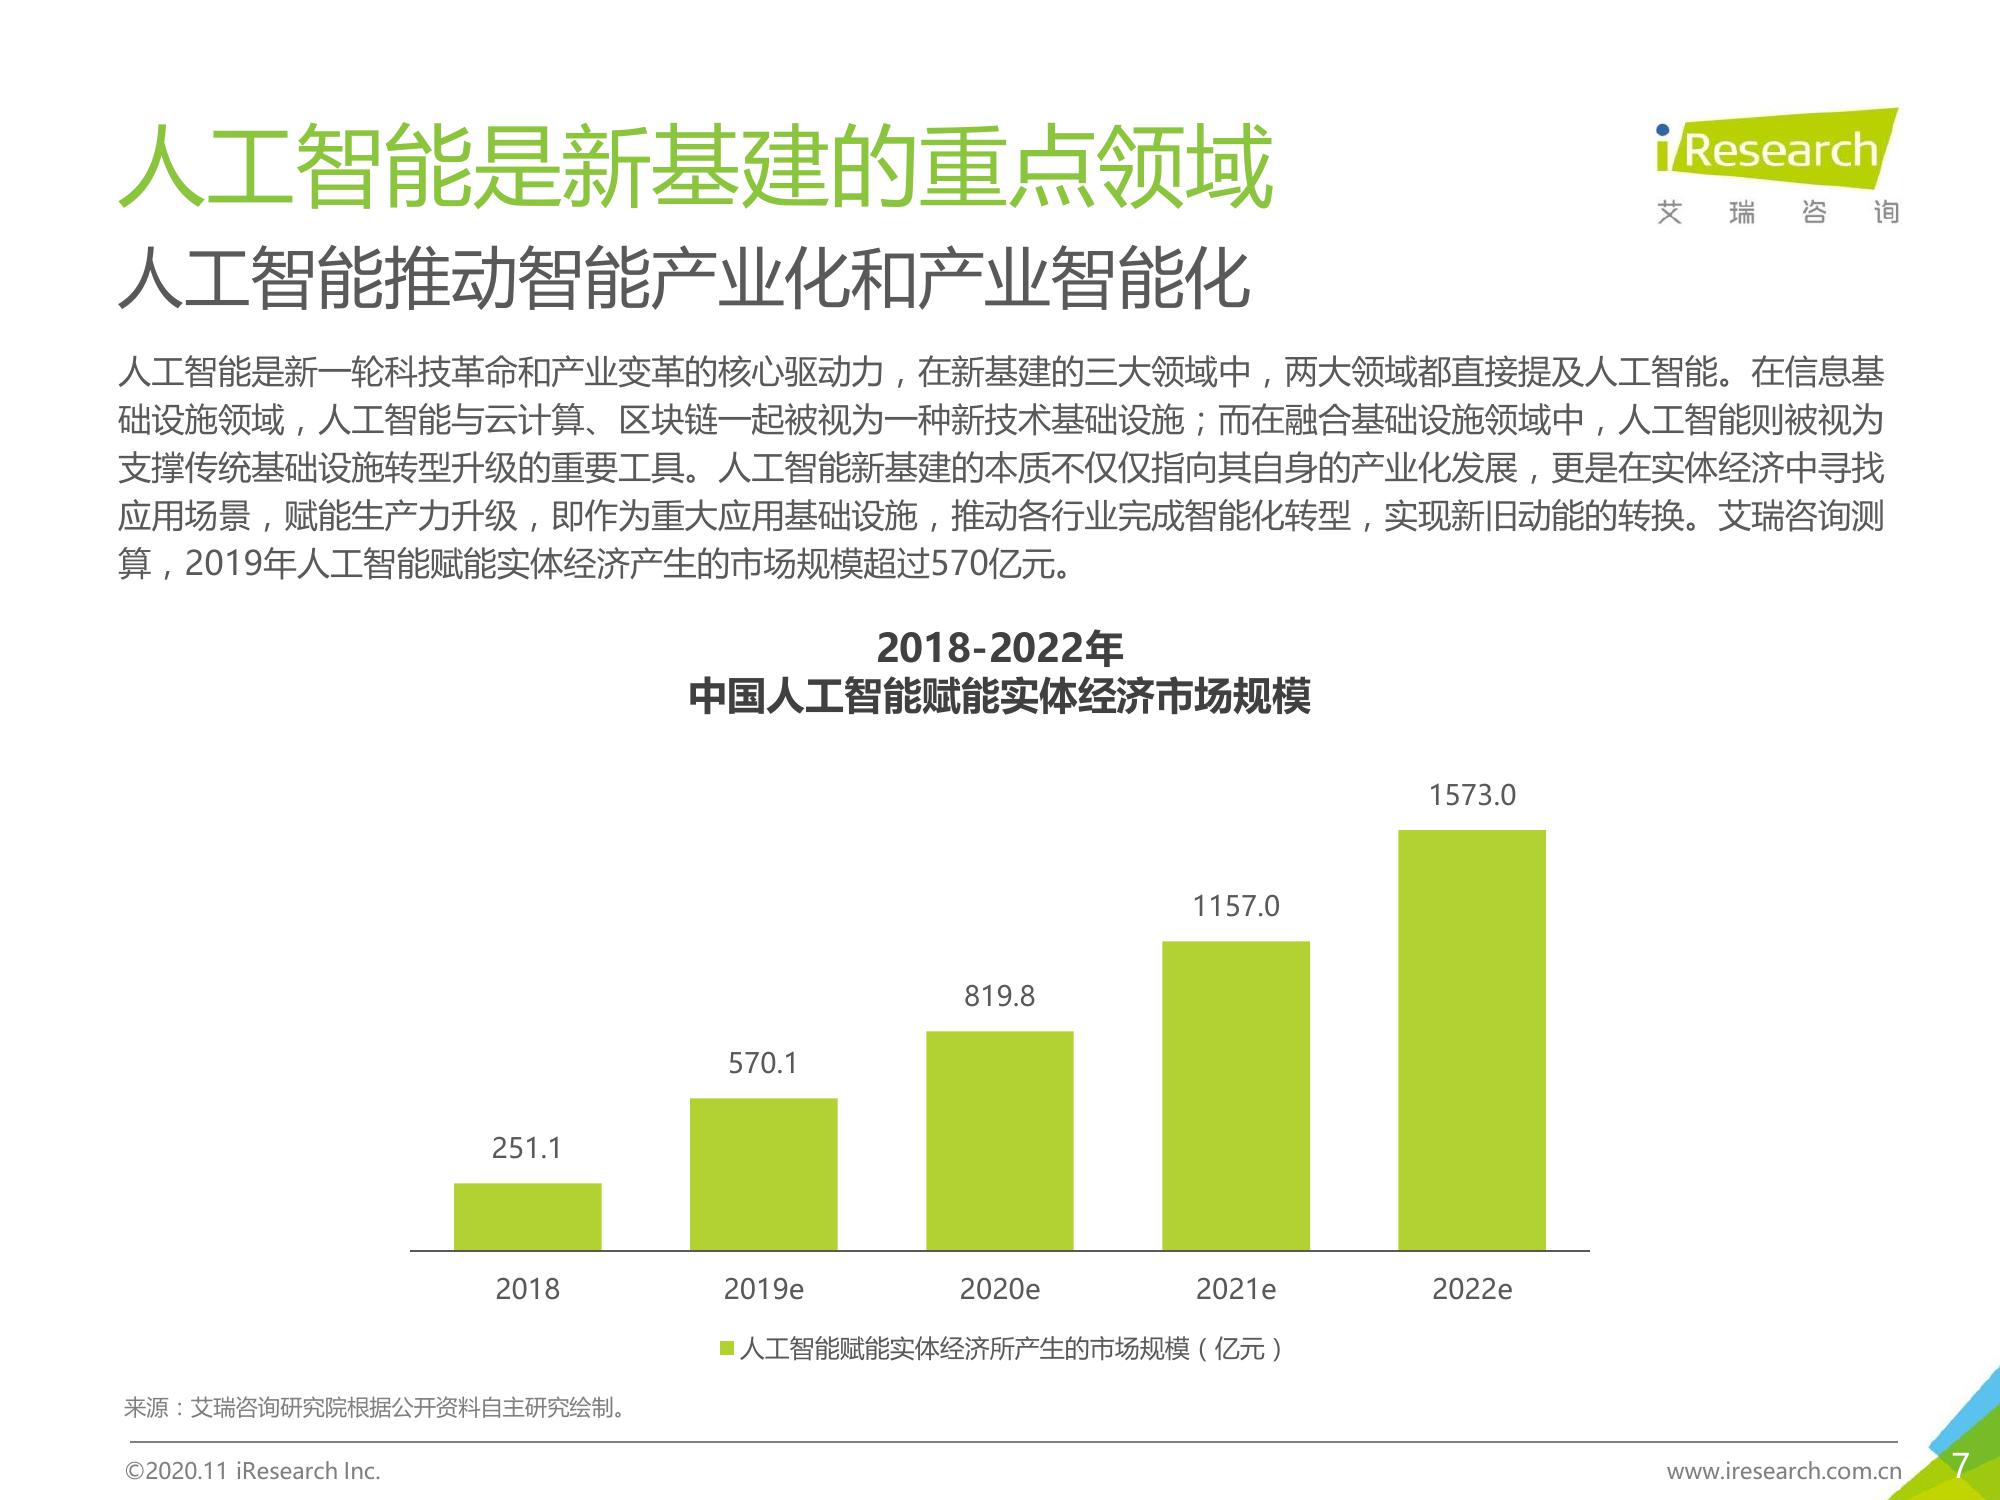 人工智能是新基建的重点领域
iResearch
艾瑞咨询
人工智能推动智能产业化和产业智能化
人工智能是新一轮科技革命和产业变革的核心驱动力，在新基建的三大领域中，两大领域都直接提及人工智能。在信息基
础设施领域，人工智能与云计算、区块链一起被视为一种新技术基础设施；而在融合基础设施领域中，人工智能则被视为
支撑传统基础设施转型升级的重要工具。人工智能新基建的本质不仅仅指向其自身的产业化发展，更是在实体经济中寻找
应用场景，赋能生产力升级，即作为重大应用基础设施，推动各行业完成智能化转型，实现新旧动能的转换。艾瑞咨询测
算，2019年人工智能赋能实体经济产生的市场规模超过570亿元。
2018-2022年
中国人工智能赋能实体经济市场规模
251.1
570.1
819.8
1157.0
1573.0
2018
2019e
2020e
2021e
2022e
人工智能赋能实体经济所产生的市场规模（亿元）
来源：艾瑞咨询研究院根据公开资料自主研究绘制。
©2020.11 iResearch Inc.
www.iresearch.com.cn
7